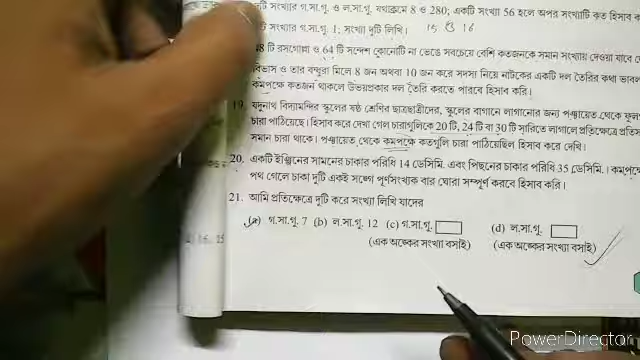 টি সংখ্যার গ.সা.গু. ও ল.সা.গু. যথাক্রমে 8 ও 280; একটি সংখ্যা 56 হলে অপর সংখ্যাটি কত হিসাব ক
টি সংখ্যার গ.সা.গু. 1; সংখ্যা দুটি লিখি। 15 ও 16
48 টি রসগোল্লা ও 64 টি সন্দেশ কোনোটি না ভেঙে সবচেয়ে বেশি কতজনকে সমান সংখ্যায় দেওয়া যাবে
বিভাস ও তার বন্ধুরা মিলে 8 জন অথবা 10 জন করে সদস্য নিয়ে নাটকের একটি দল তৈরির কথা ভাবল
কমপক্ষে কতজন থাকলে উভয়প্রকার দল তৈরি করতে পারবে হিসাব করি।
19. যদুনাথ বিদ্যামন্দির স্কুলের ষষ্ঠ শ্রেণির ছাত্রছাত্রীদের, স্কুলের বাগানে লাগানোর জন্য পঞ্চায়েত থেকে ফুল
চারা পাঠিয়েছে। হিসাব করে দেখা গেল চারাগুলিকে 20 টি, 24 টি বা 30 টি সারিতে লাগালে প্রতিক্ষেত্রে প্রতিস
সমান চারা থাকে। পঞ্চায়েত থেকে কমপক্ষে কতগুলি চারা পাঠিয়েছিল হিসাব করে দেখি।
20. একটি ইঞ্জিনের সামনের চাকার পরিধি 14 ডেসিমি. এবং পিছনের চাকার পরিধি 35 ডেসিমি.। কমপক্ষে
পথ গেলে চাকা দুটি একই সঙ্গে পূর্ণসংখ্যক বার ঘোরা সম্পূর্ণ করবে হিসাব করি।
21. আমি প্রতিক্ষেত্রে দুটি করে সংখ্যা লিখি যাদের
(a) গ.সা.গু. 7 (b) ল.সা.গু. 12 (c) গ.সা.গু. (d) ল.সা.গু.
(এক অঙ্কের সংখ্যা বসাই) (এক অঙ্কের সংখ্যা বসাই)
PowerDirector